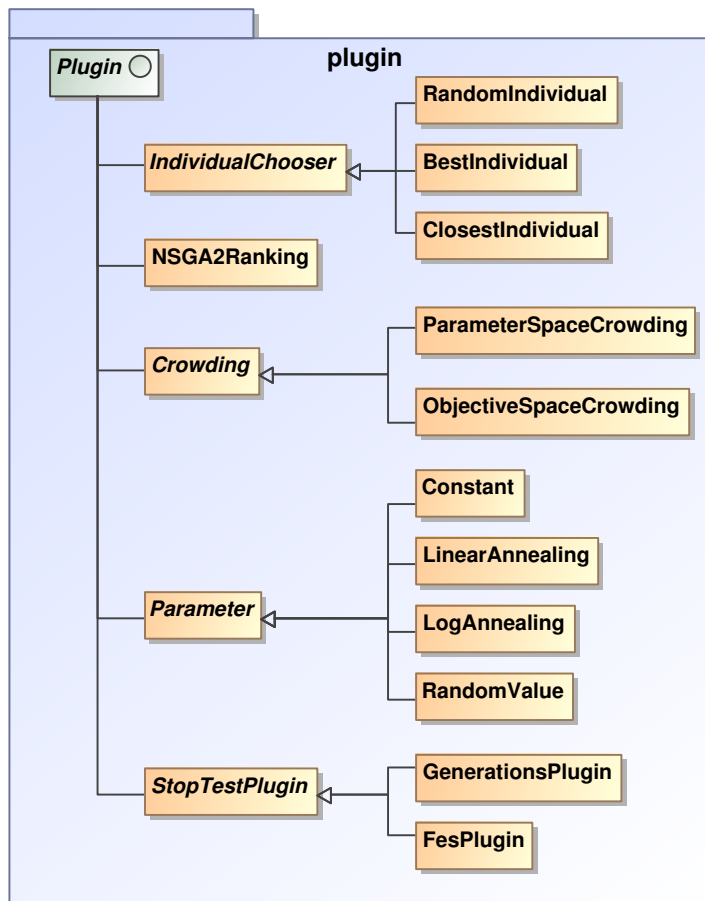 plugin
Plugin
IndividualChooser
RandomIndividual
BestIndividual
ClosestIndividual
NSGA2Ranking
Crowding
ParameterSpaceCrowding
ObjectiveSpaceCrowding
Parameter
Constant
LinearAnnealing
LogAnnealing
RandomValue
StopTestPlugin
GenerationsPlugin
FesPlugin